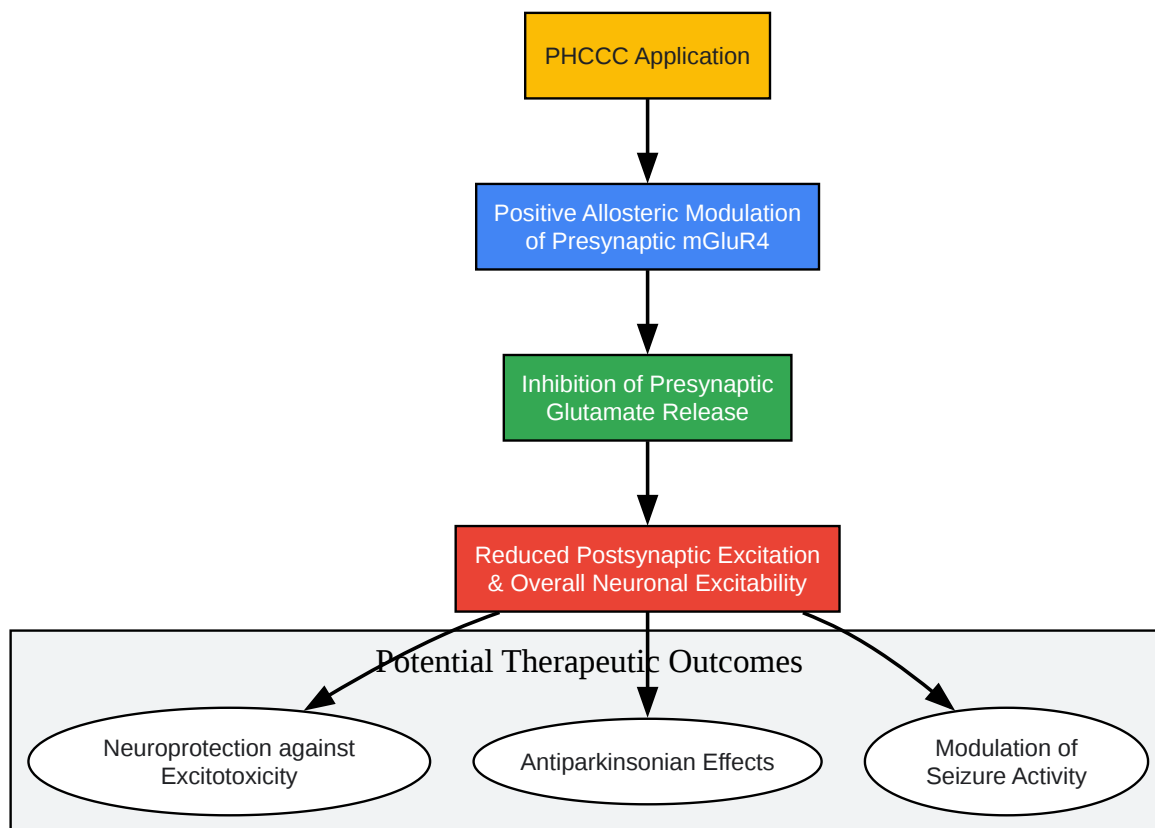 PHCCC Application
Positive Allosteric Modulation
of Presynaptic mGluR4
Inhibition of Presynaptic
Glutamate Release
Reduced Postsynaptic Excitation
& Overall Neuronal Excitability
Potential Therapeutic Outcomes
Neuroprotection against
Excitotoxicity
Antiparkinsonian Effects
Modulation of
Seizure Activity